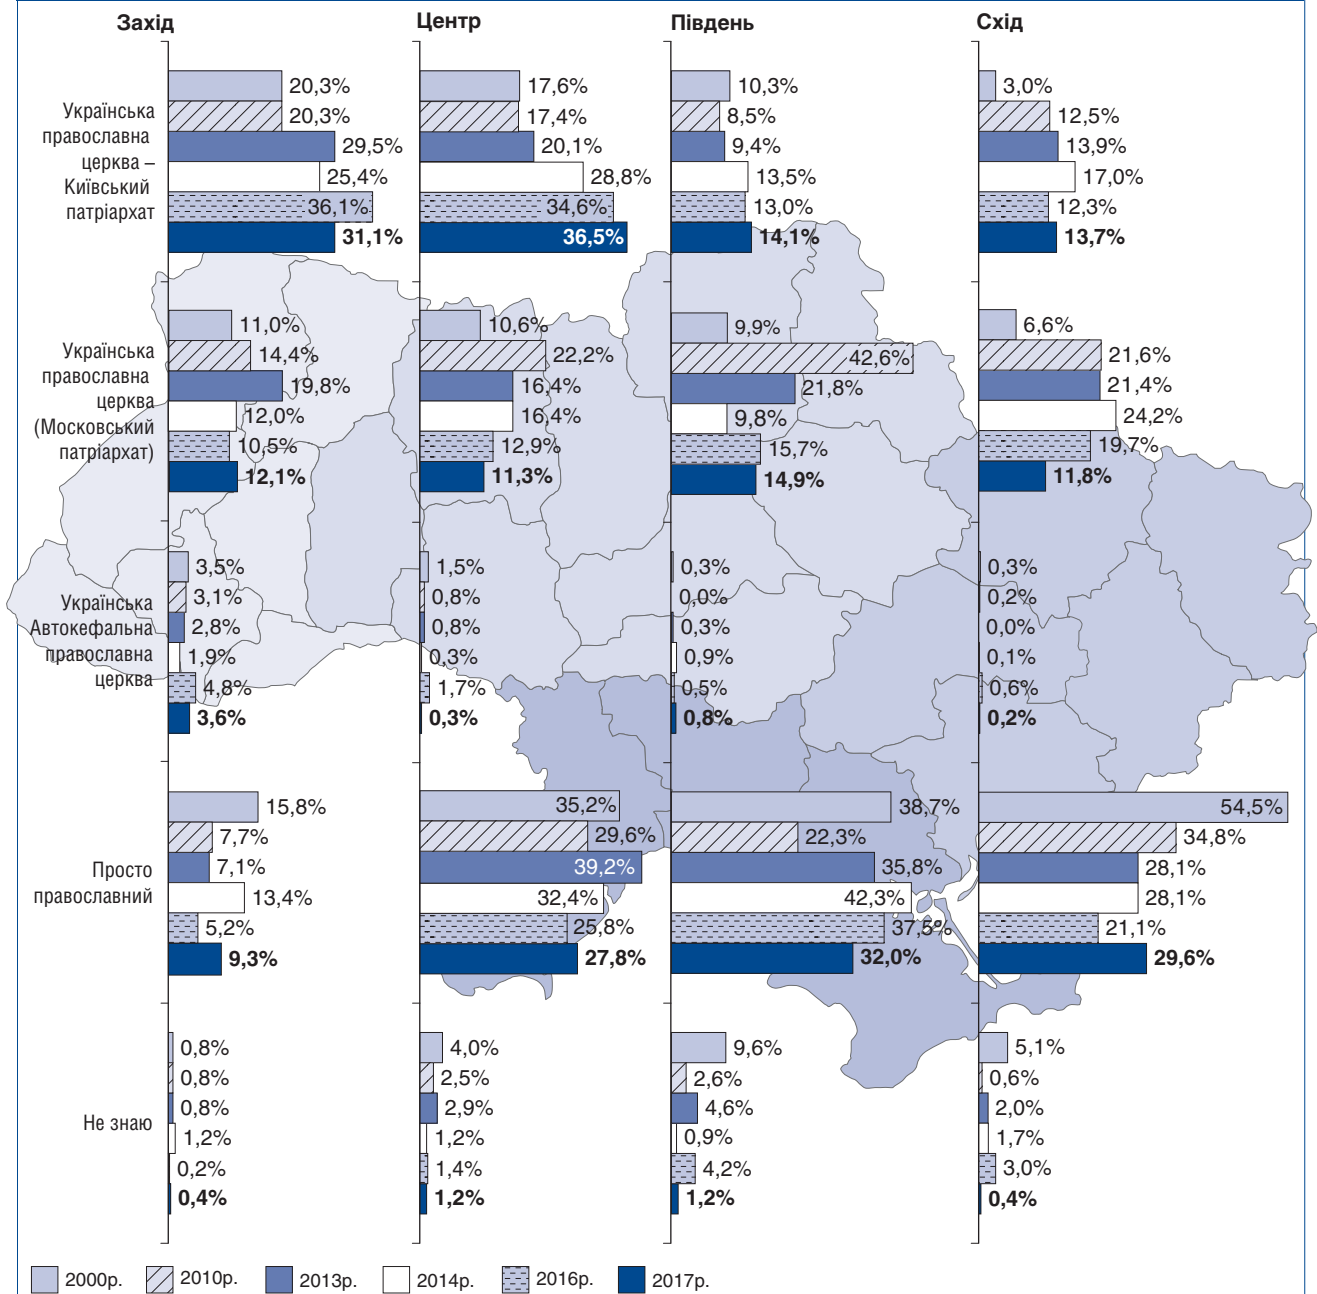 Захід Центр Південь Схід
Українська
православна
церква –
Київський
патріархат
20,3% 17,6% 10,3% 3,0%
20,3% 17,4% 8,5% 12,5%
29,5% 20,1% 9,4% 13,9%
25,4% 28,8% 13,5% 17,0%
36,1% 34,6% 13,0% 12,3%
31,1% 36,5% 14,1% 13,7%
Українська
православна
церква
(Московський
патріархат)
11,0% 10,6% 9,9% 6,6%
14,4% 22,2% 42,6% 21,6%
19,8% 16,4% 21,8% 21,4%
12,0% 16,4% 9,8% 24,2%
10,5% 12,9% 15,7% 19,7%
12,1% 11,3% 14,9% 11,8%
Українська
Автокефальна
православна
церква
3,5% 1,5% 0,3% 0,3%
3,1% 0,8% 0,0% 0,2%
2,8% 0,8% 0,3% 0,0%
1,9% 0,3% 0,9% 0,1%
4,8% 1,7% 0,5% 0,6%
3,6% 0,3% 0,8% 0,2%
Просто
православний
15,8% 35,2% 38,7% 54,5%
7,7% 29,6% 22,3% 34,8%
7,1% 39,2% 35,8% 28,1%
13,4% 32,4% 42,3% 28,1%
5,2% 25,8% 37,5% 21,1%
9,3% 27,8% 32,0% 29,6%
Не знаю
0,8% 4,0% 9,6% 5,1%
0,8% 2,5% 2,6% 0,6%
0,8% 2,9% 4,6% 2,0%
1,2% 1,2% 0,9% 1,7%
0,2% 1,4% 4,2% 3,0%
0,4% 1,2% 1,2% 0,4%
2000р. 2010р. 2013р. 2014р. 2016р. 2017р.